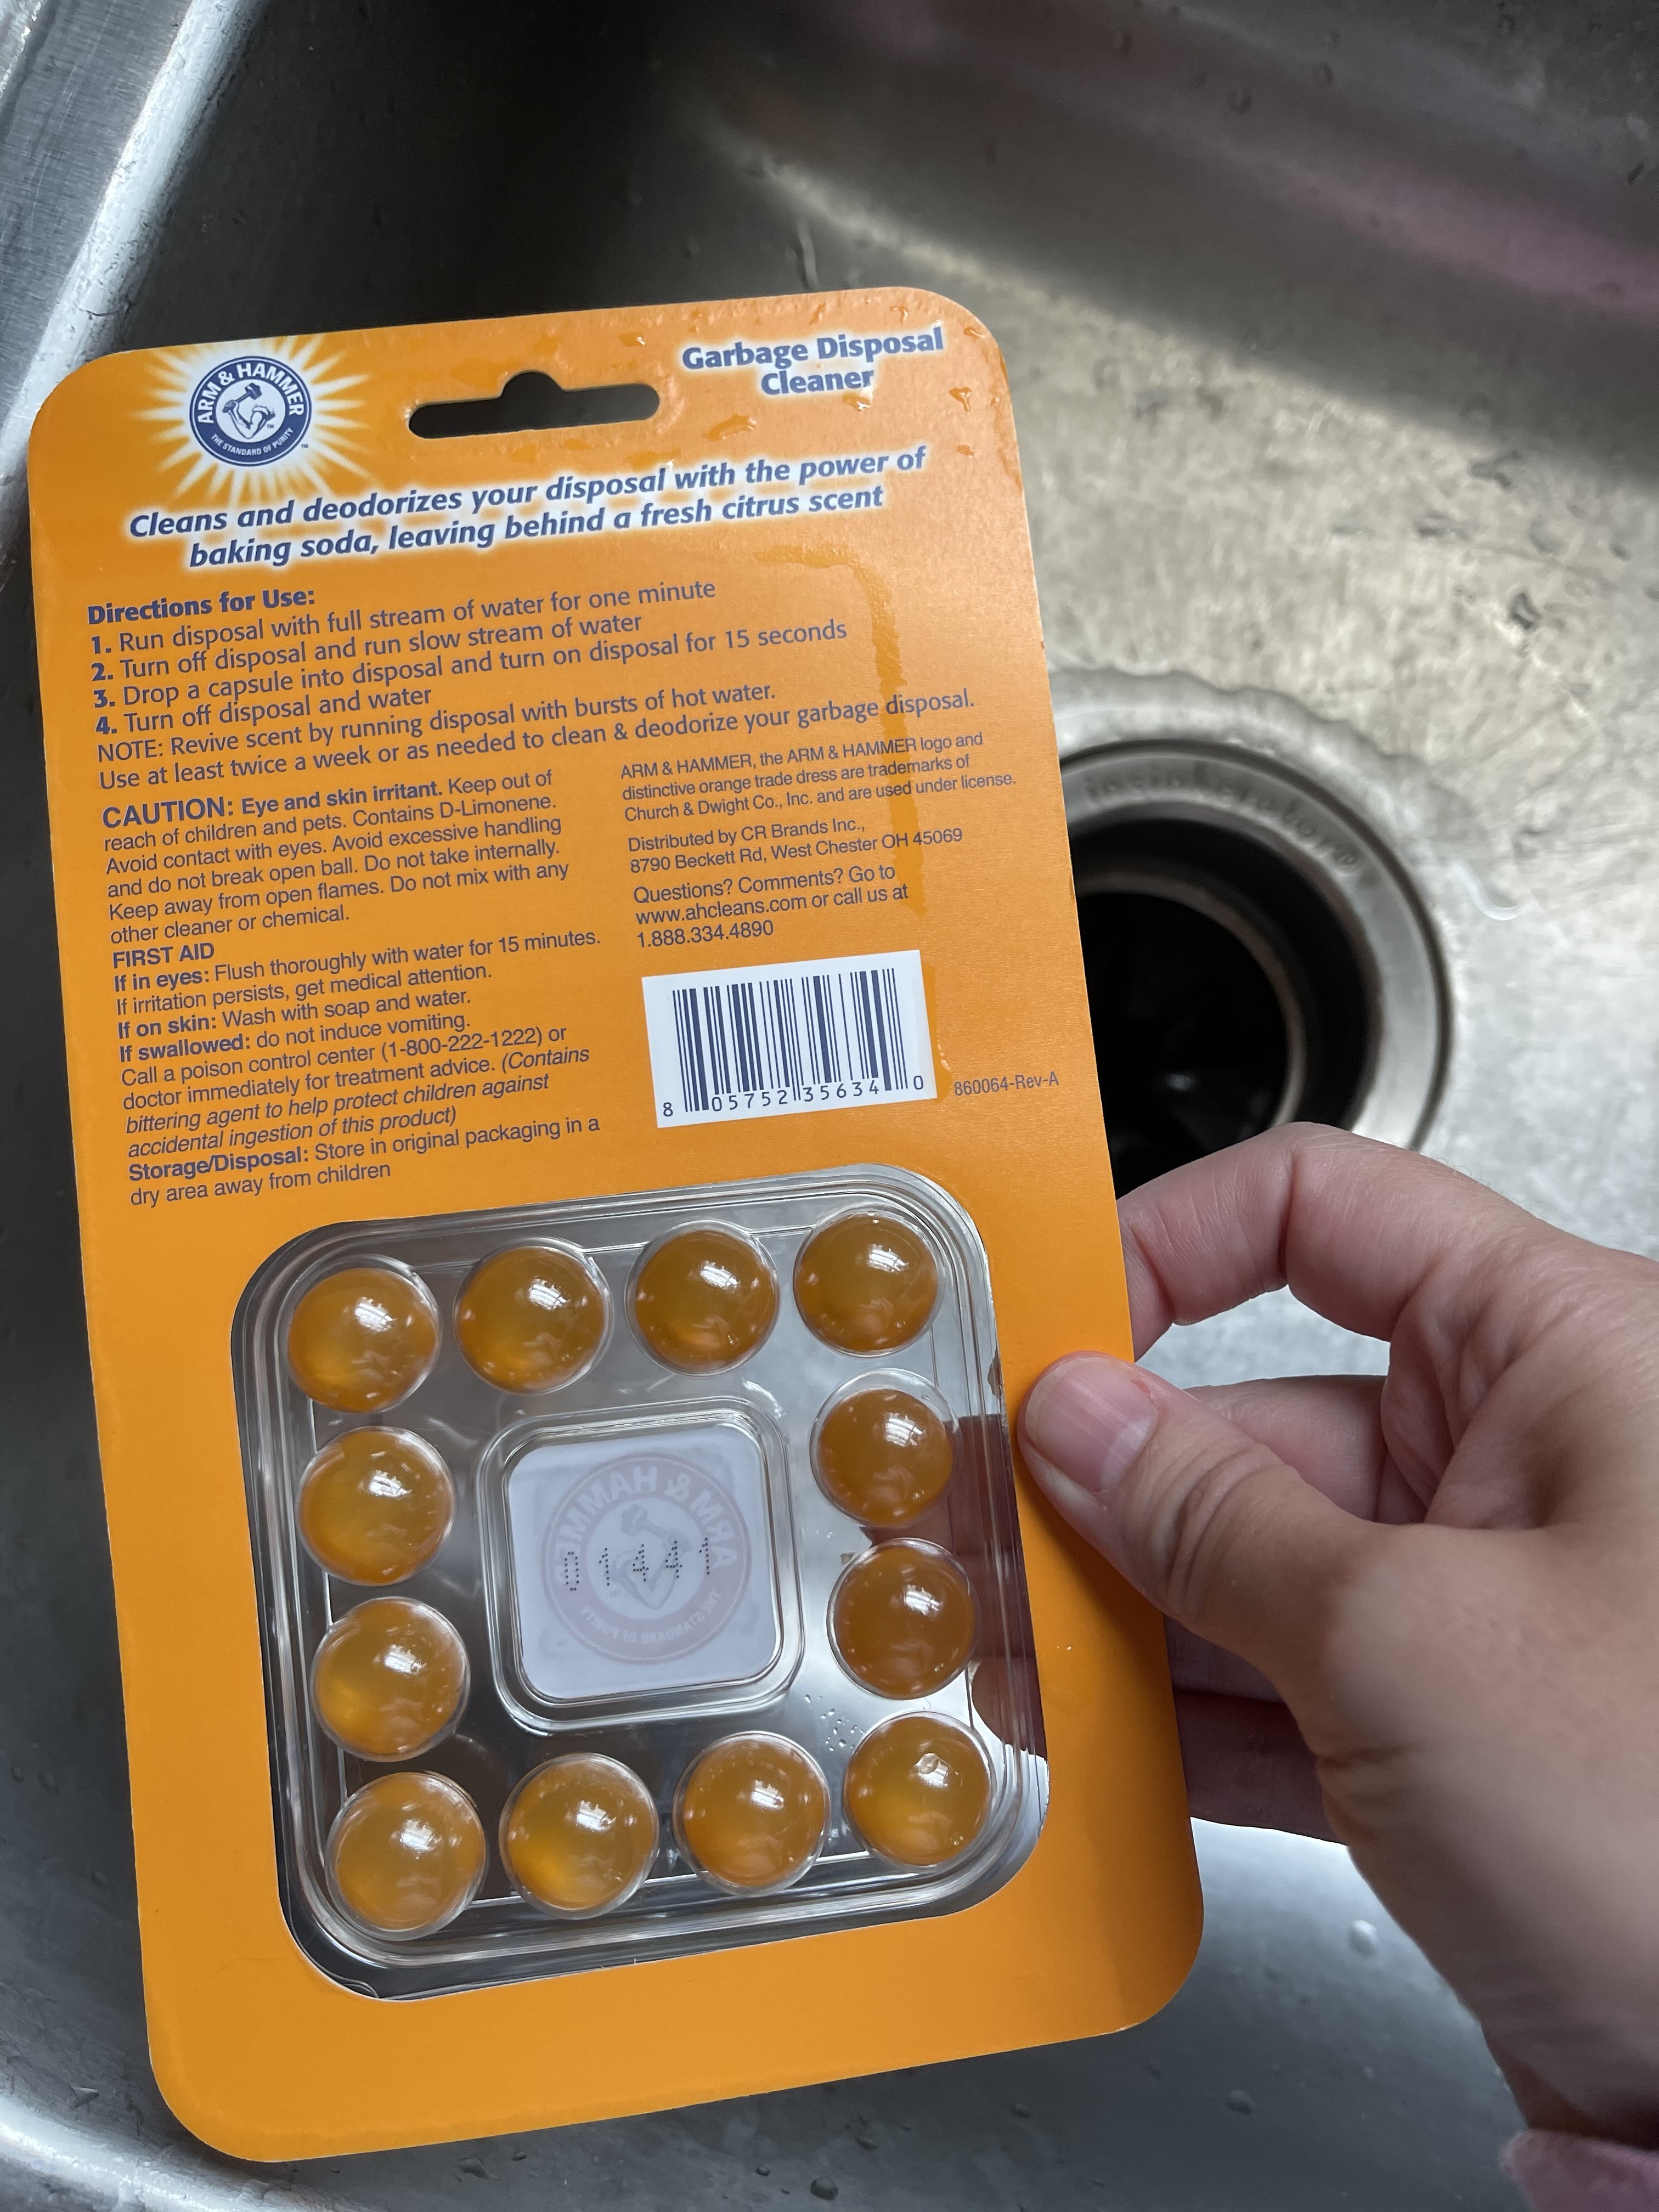 ARM & HAMMER
THE STANDARD OF PURITY
™
™
Garbage Disposal
Cleaner
Cleans and deodorizes your disposal with the power of
baking soda, leaving behind a fresh citrus scent
Directions for Use:
1. Run disposal with full stream of water for one minute
2. Turn off disposal and run slow stream of water
3. Drop a capsule into disposal and turn on disposal for 15 seconds
4. Turn off disposal and water
NOTE: Revive scent by running disposal with bursts of hot water.
Use at least twice a week or as needed to clean & deodorize your garbage disposal.
CAUTION: Eye and skin irritant. Keep out of
reach of children and pets. Contains D-Limonene.
Avoid contact with eyes. Avoid excessive handling
and do not break open ball. Do not take internally.
Keep away from open flames. Do not mix with any
other cleaner or chemical.
FIRST AID
If in eyes: Flush thoroughly with water for 15 minutes.
If irritation persists, get medical attention.
If on skin: Wash with soap and water.
If swallowed: do not induce vomiting.
Call a poison control center (1-800-222-1222) or
doctor immediately for treatment advice. (Contains
bittering agent to help protect children against
accidental ingestion of this product)
Storage/Disposal: Store in original packaging in a
dry area away from children
ARM & HAMMER, the ARM & HAMMER logo and
distinctive orange trade dress are trademarks of
Church & Dwight Co., Inc. and are used under license.
Distributed by CR Brands Inc.,
8790 Beckett Rd, West Chester OH 45069
Questions? Comments? Go to
www.ahcleans.com or call us at
1.888.334.4890
8 05752 35634 0
860064-Rev-A
insinkerator®
ARM & HAMMER
01441
THE STANDARD OF PURITY